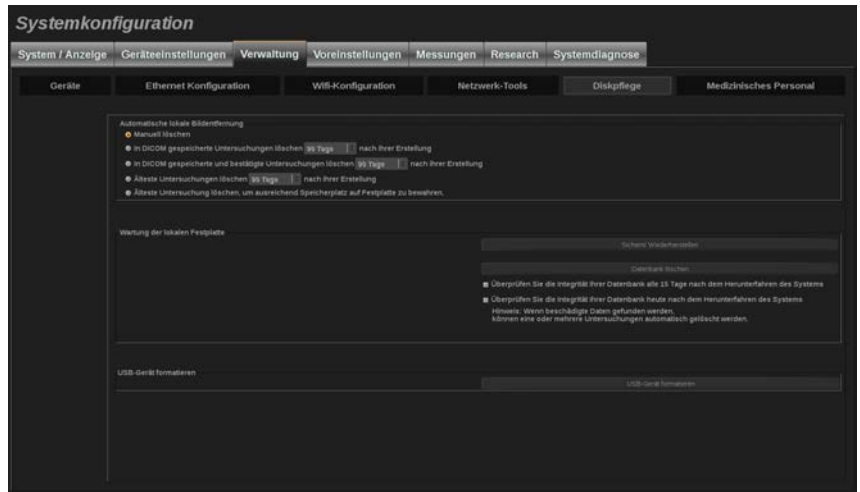 Systemkonfiguration
System / Anzeige Geräteeinstellungen Verwaltung Voreinstellungen Messungen Research Systemdiagnose
Geräte Ethernet Konfiguration Wifi-Konfiguration Netzwerk-Tools Diskpflege Medizinisches Personal
Automatische lokale Bildentfernung
Manuell löschen
In DICOM gespeicherte Untersuchungen löschen 99 Tage nach ihrer Erstellung
In DICOM gespeicherte und bestätigte Untersuchungen löschen 99 Tage nach ihrer Erstellung
Älteste Untersuchungen löschen 99 Tage nach ihrer Erstellung
Älteste Untersuchung löschen, um ausreichend Speicherplatz auf Festplatte zu bewahren.
Wartung der lokalen Festplatte
Sichern/ Wiederherstellen
Datenbank löschen
Überprüfen Sie die Integrität Ihrer Datenbank alle 15 Tage nach dem Herunterfahren des Systems
Überprüfen Sie die Integrität Ihrer Datenbank heute nach dem Herunterfahren des Systems
Hinweis: Wenn beschädigte Daten gefunden werden,
können eine oder mehrere Untersuchungen automatisch gelöscht werden.
USB-Gerät formatieren
USB-Gerät formatieren